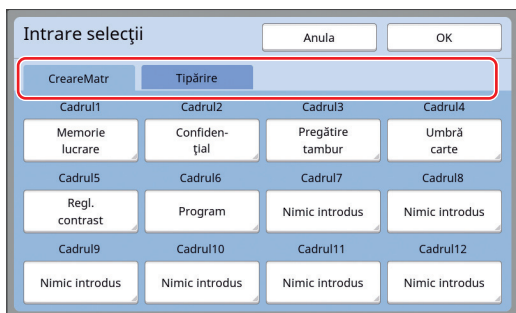 Intrare selecții Anula OK
CreareMatr Tipărire
Cadrul1 Cadrul2 Cadrul3 Cadrul4
Memorie lucrare
Confiden-țial
Pregătire tambur
Umbră carte
Cadrul5 Cadrul6 Cadrul7 Cadrul8
Regl. contrast
Program
Nimic introdus
Nimic introdus
Cadrul9 Cadrul10 Cadrul11 Cadrul12
Nimic introdus Nimic introdus Nimic introdus Nimic introdus